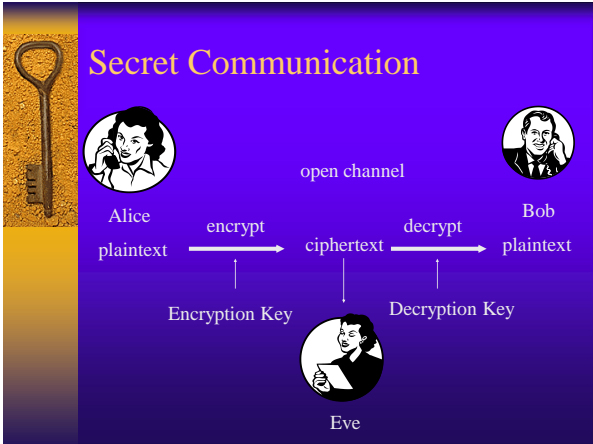 Secret Communication
open channel
Alice
Bob
encrypt
decrypt
plaintext
ciphertext
plaintext
Encryption Key
Decryption Key
Eve